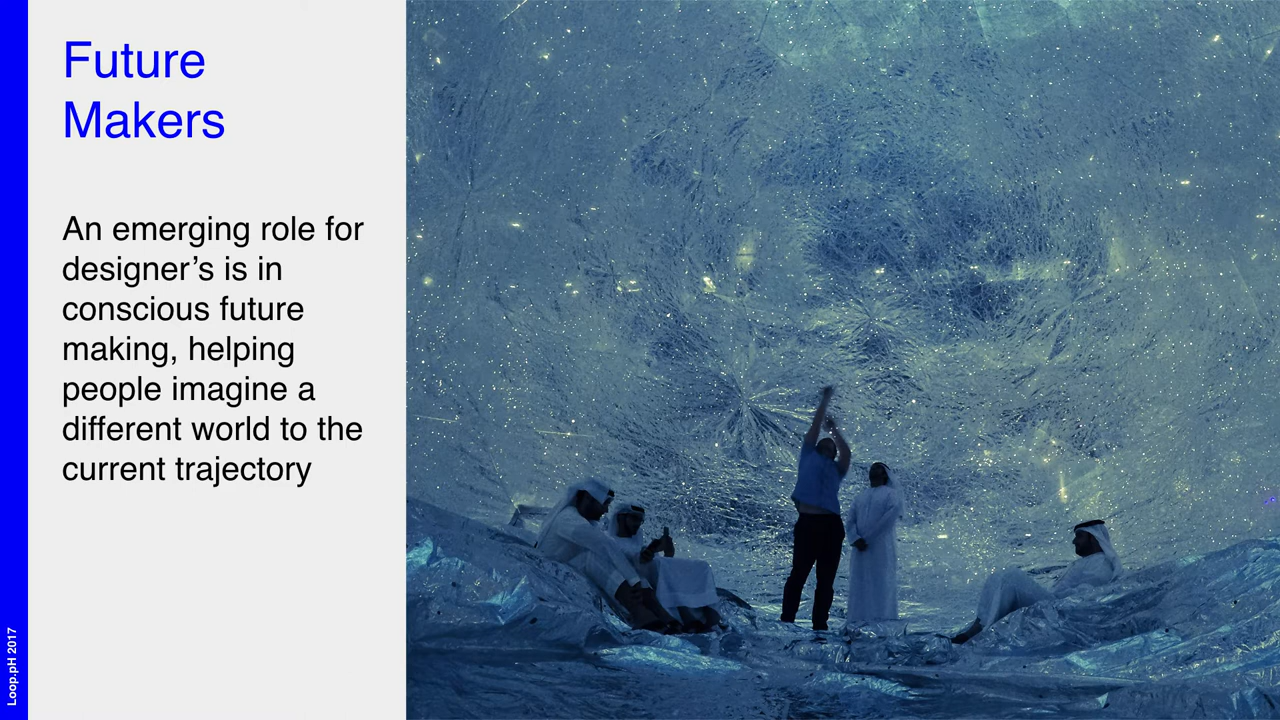 Future
Makers
An emerging role for
designer’s is in
conscious future
making, helping
people imagine a
different world to the
current trajectory
Loop.pH 2017